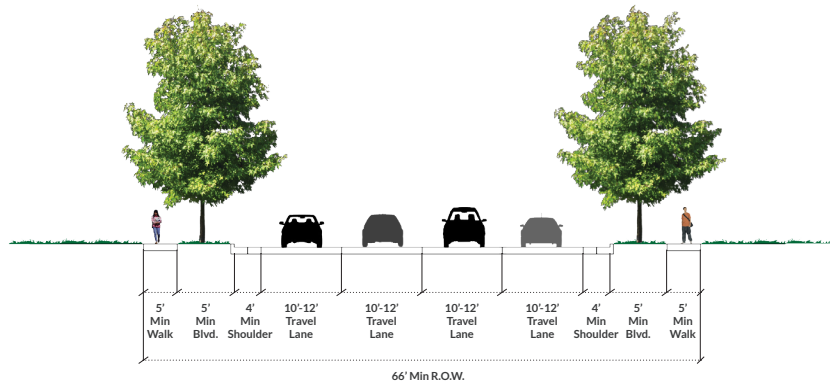 5'
Min
Walk
5'
Min
Blvd.
4'
Min
Shoulder
10'-12'
Travel
Lane
10'-12'
Travel
Lane
10'-12'
Travel
Lane
10'-12'
Travel
Lane
4'
Min
Shoulder
5'
Min
Blvd.
5'
Min
Walk
66' Min R.O.W.